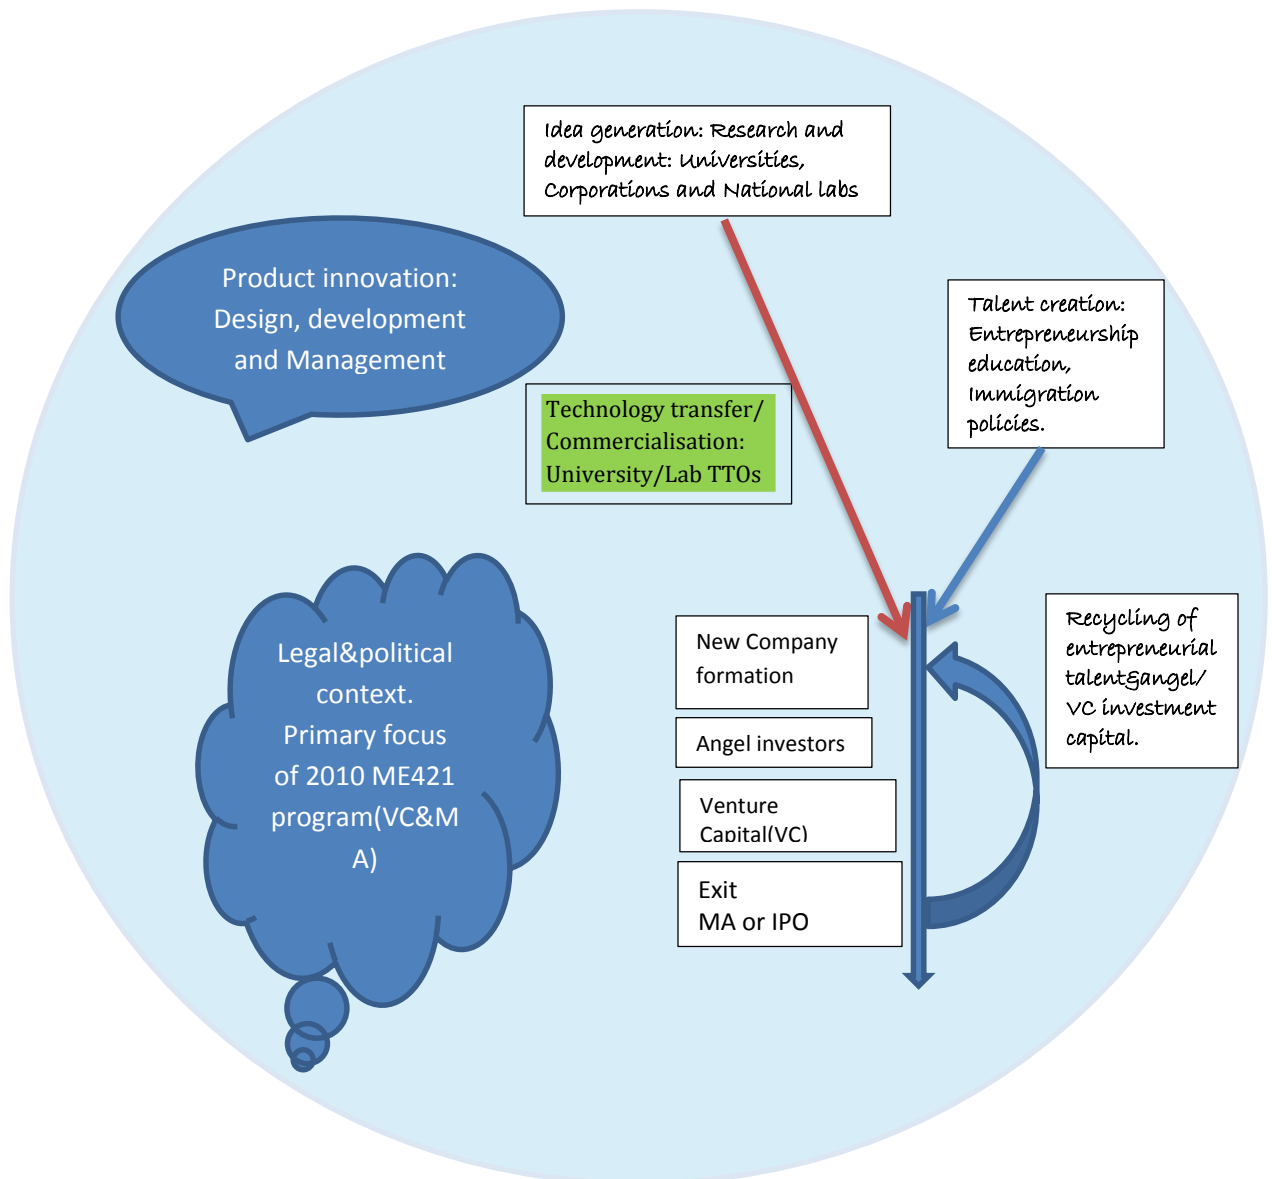 Idea generation: Research and
development: Universities,
Corporations and National labs
Product innovation:
Design, development
and Management
Talent creation:
Entrepreneurship
education,
Immigration
policies.
Technology transfer/
Commercialisation:
University/Lab TTOs
Legal&political
context.
Primary focus
of 2010 ME421
program(VC&M
A)
New Company
formation
Angel investors
Venture
Capital(VC)
Exit
MA or IPO
Recycling of
entrepreneurial
talent&angel/
VC investment
capital.